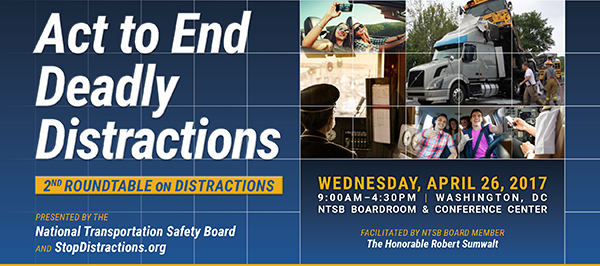 Act to End
Deadly
Distractions
2ND ROUNDTABLE ON DISTRACTIONS
PRESENTED BY THE
National Transportation Safety Board
AND StopDistractions.org
WEDNESDAY, APRIL 26, 2017
9:00AM–4:30PM | WASHINGTON, DC
NTSB BOARDROOM & CONFERENCE CENTER
FACILITATED BY NTSB BOARD MEMBER
The Honorable Robert Sumwalt